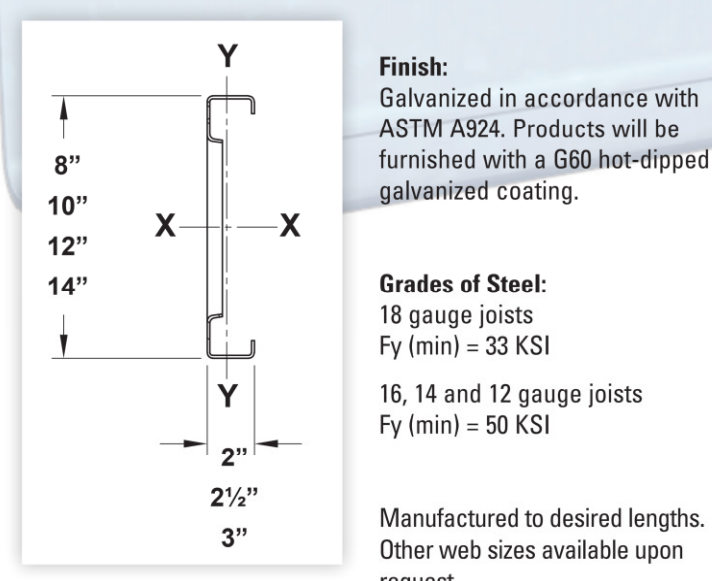 Y
8”
10”
12”
14”
X X
Y
2”
2½”
3”
Finish:
Galvanized in accordance with
ASTM A924. Products will be
furnished with a G60 hot-dipped
galvanized coating.
Grades of Steel:
18 gauge joists
Fy (min) = 33 KSI
16, 14 and 12 gauge joists
Fy (min) = 50 KSI
Manufactured to desired lengths.
Other web sizes available upon
request